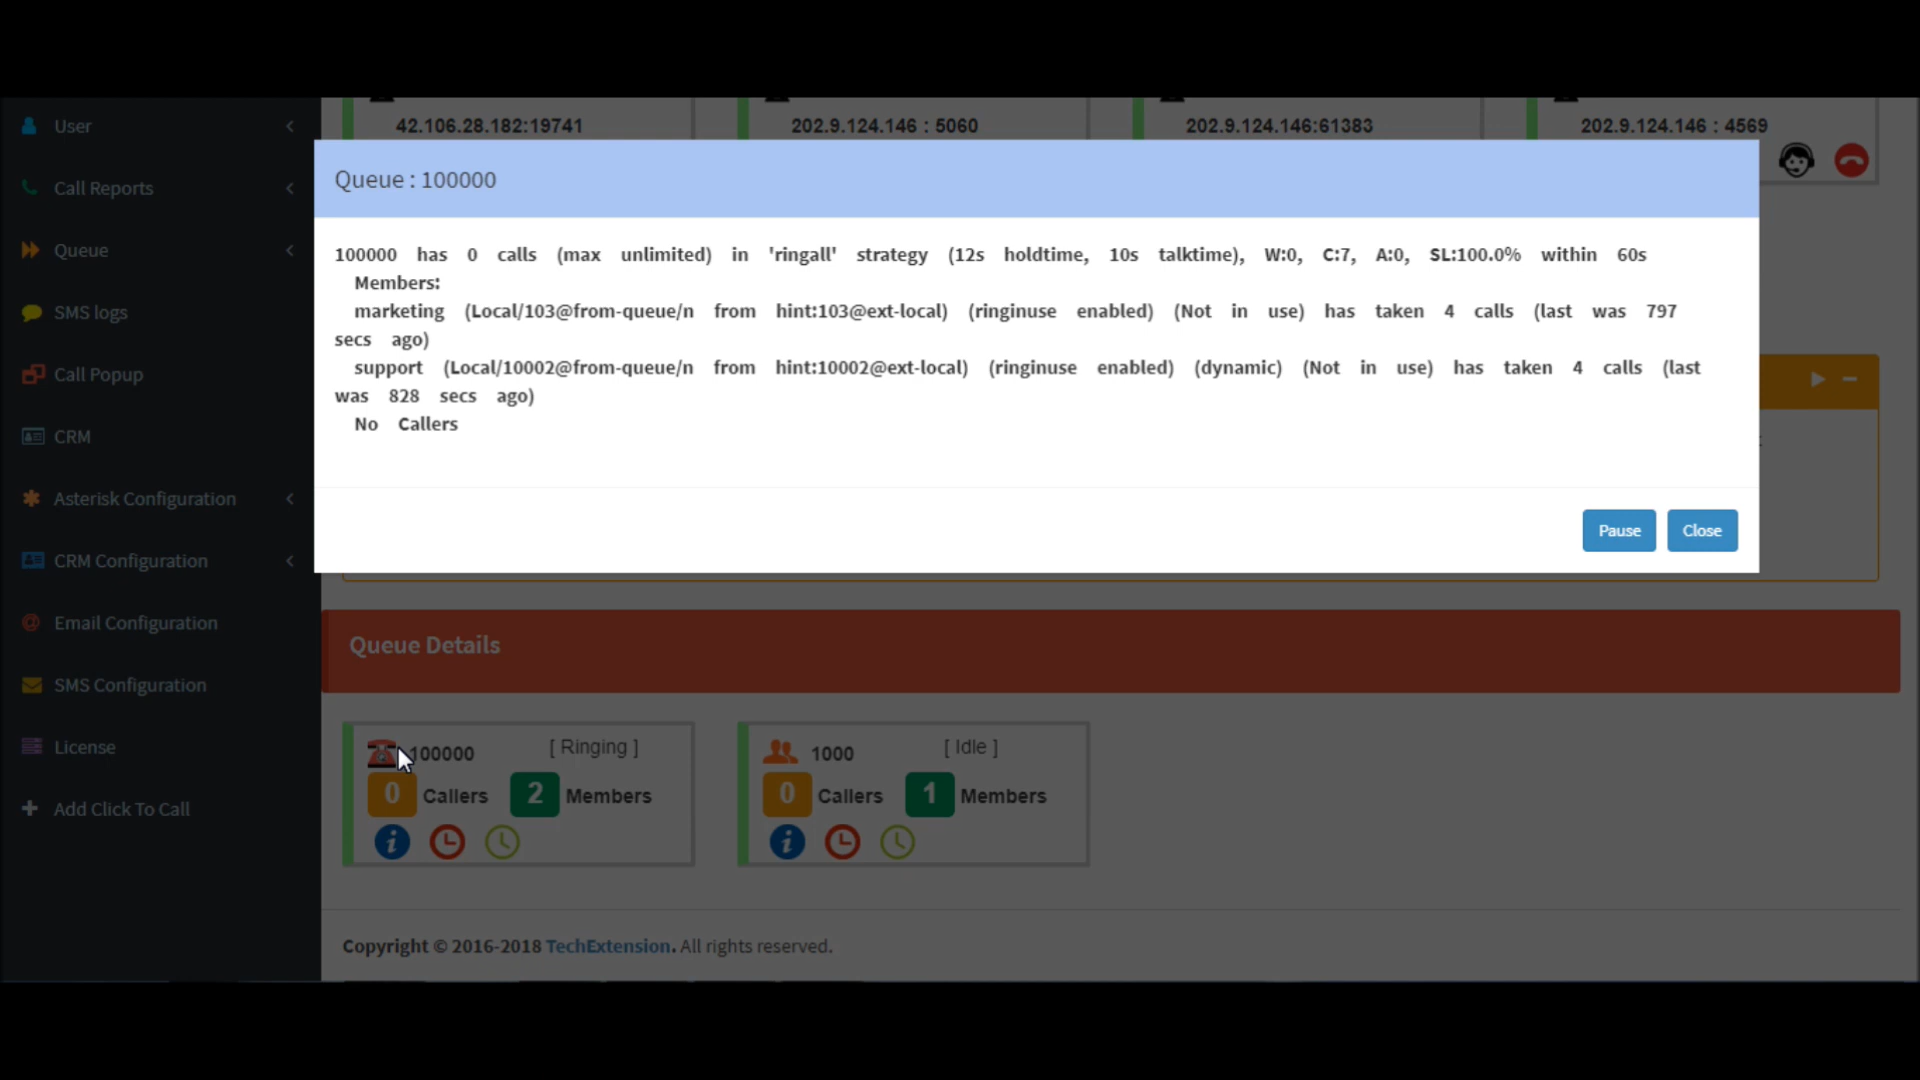 User
Call Reports
Queue
SMS logs
Call Popup
CRM
Asterisk Configuration
CRM Configuration
Email Configuration
SMS Configuration
License
Add Click To Call
42.106.28.182:19741
202.9.124.146 : 5060
202.9.124.146:61383
202.9.124.146 : 4569
Queue : 100000
100000 has 0 calls (max unlimited) in 'ringall' strategy (12s holdtime, 10s talktime), W:0, C:7, A:0, SL:100.0% within 60s
Members:
marketing (Local/103@from-queue/n from hint:103@ext-local) (ringinuse enabled) (Not in use) has taken 4 calls (last was 797
secs ago)
support (Local/10002@from-queue/n from hint:10002@ext-local) (ringinuse enabled) (dynamic) (Not in use) has taken 4 calls (last
was 828 secs ago)
No Callers
Pause
Close
Queue Details
100000 [ Ringing ]
0 Callers 2 Members
1000 [ Idle ]
0 Callers 1 Members
Copyright © 2016-2018 TechExtension. All rights reserved.